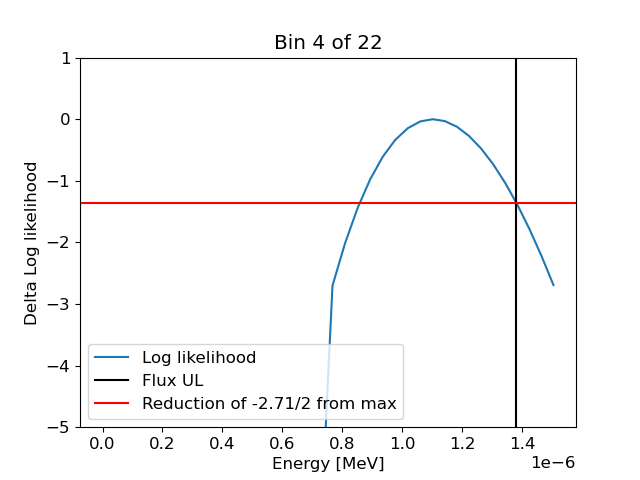 Bin 4 of 22
Delta Log likelihood
1
0
−1
−2
−3
−4
−5
Log likelihood
Flux UL
Reduction of -2.71/2 from max
0.0 0.2 0.4 0.6 0.8 1.0 1.2 1.4
Energy [MeV]
1e−6